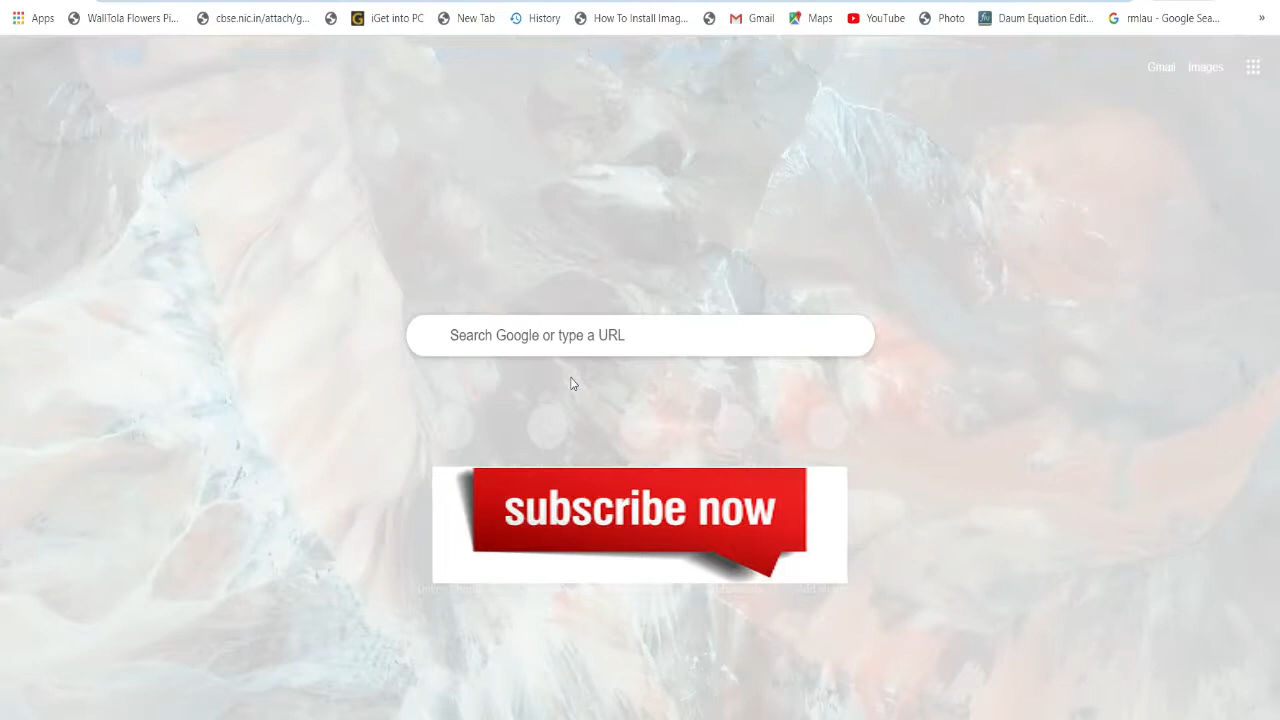 Apps WallTola Flowers Pi... cbse.nic.in/attach/g... iGet into PC New Tab History How To Install Imag... Gmail Maps YouTube Photo Daum Equation Edit... rmlau - Google Sea... »
Gmail Images
Search Google or type a URL
subscribe now